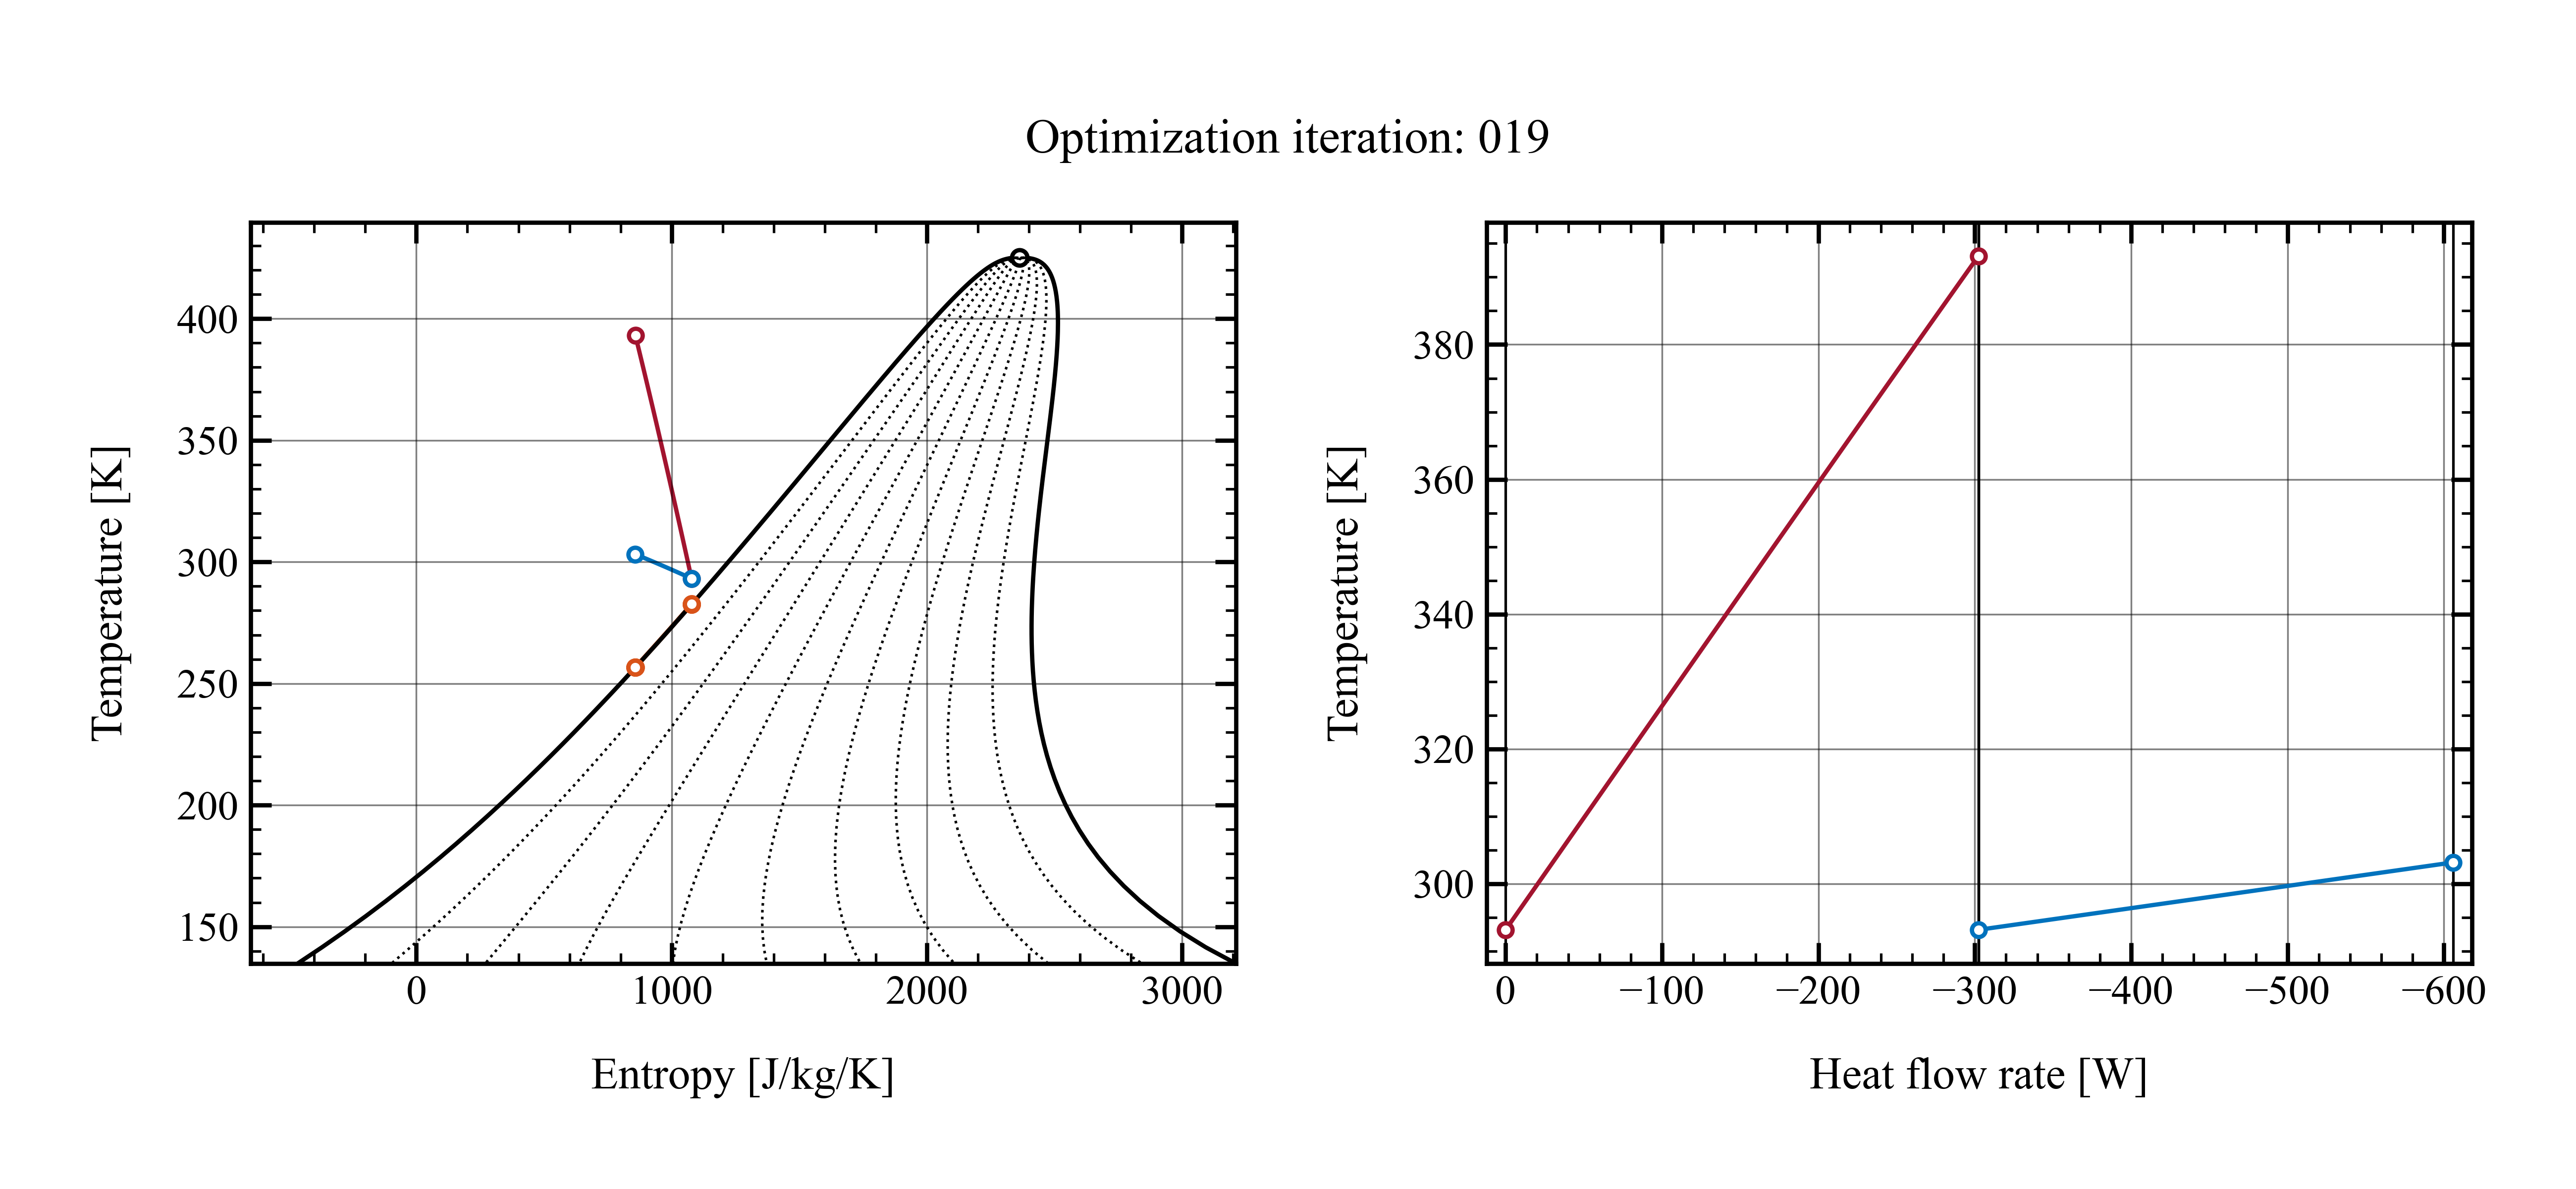 Optimization iteration: 019
Temperature [K]
400
350
300
250
200
150
0 1000 2000 3000
Entropy [J/kg/K]
Temperature [K]
380
360
340
320
300
0 −100 −200 −300 −400 −500 −600
Heat flow rate [W]